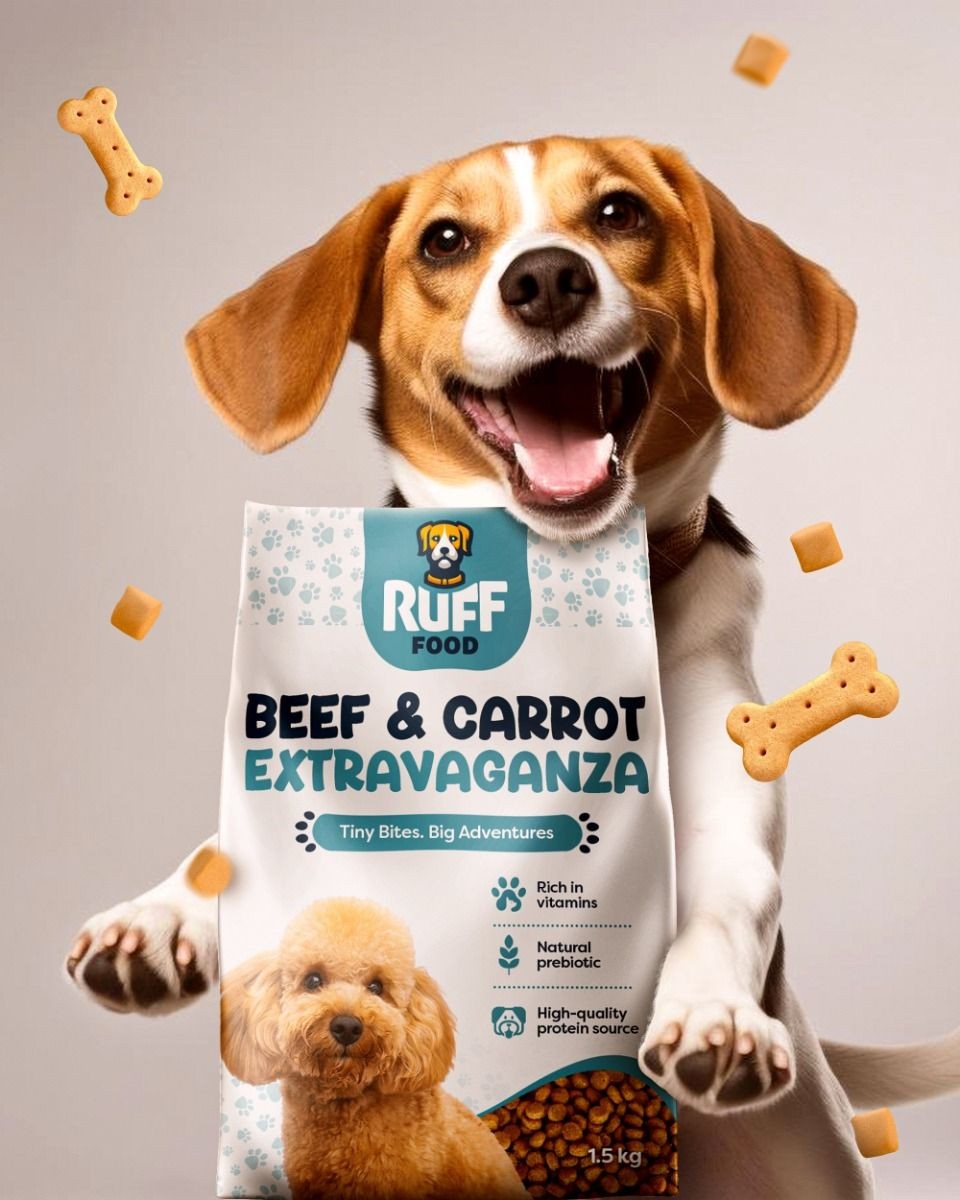 RUFF
FOOD
BEEF & CARROT
EXTRAVAGANZA
Tiny Bites. Big Adventures
Rich in
vitamins
Natural
prebiotic
High-quality
protein source
1.5 kg